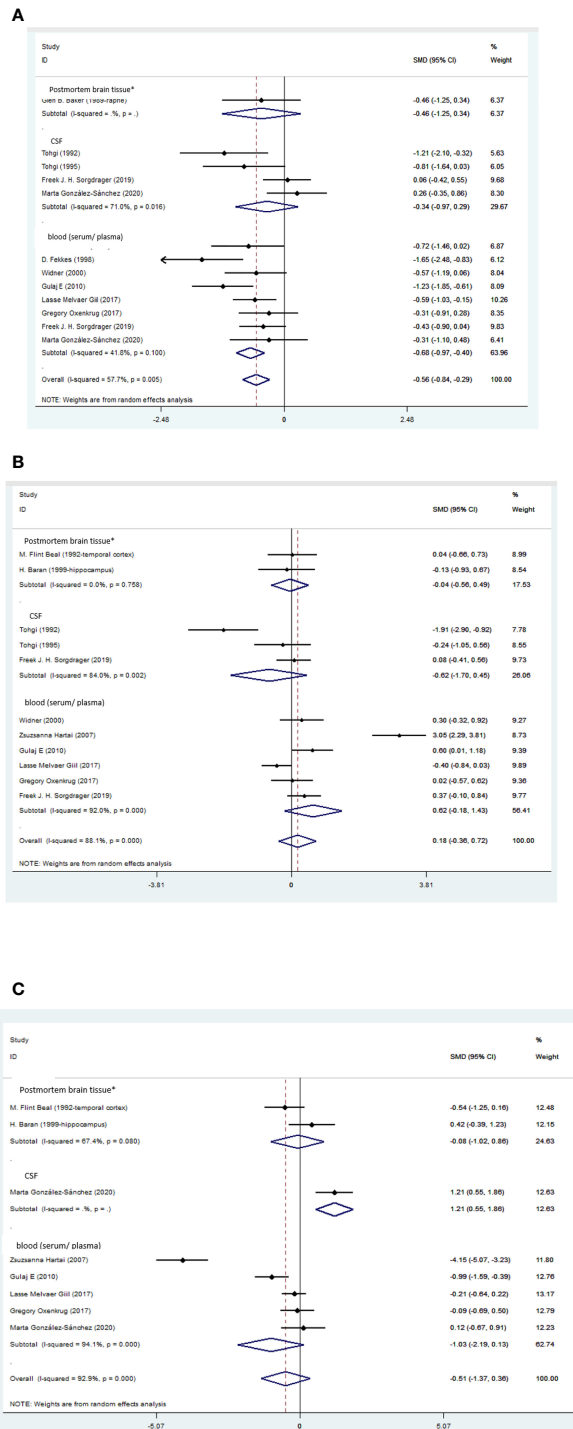 A
Study
%
ID
SMD (95% CI)
Weight
Postmortem brain tissue*
Glen B. Baker (1989-raphe)
-0.46 (-1.25, 0.34)
6.37
Subtotal (I-squared = .%, p = .)
-0.46 (-1.25, 0.34)
6.37
.
CSF
Tohgi (1992)
-1.21 (-2.10, -0.32)
5.63
Tohgi (1995)
-0.81 (-1.64, 0.03)
6.05
Freek J. H. Sorgdrager (2019)
0.06 (-0.42, 0.55)
9.68
Marta González-Sánchez (2020)
0.26 (-0.35, 0.86)
8.30
Subtotal (I-squared = 71.0%, p = 0.016)
-0.34 (-0.97, 0.29)
29.67
.
blood (serum/ plasma)
-0.72 (-1.46, 0.02)
6.87
D. Fekkes (1998)
-1.65 (-2.48, -0.83)
6.12
Widner (2000)
-0.57 (-1.19, 0.06)
8.04
Gulaj E (2010)
-1.23 (-1.85, -0.61)
8.09
Lasse Melvaer Giil (2017)
-0.59 (-1.03, -0.15)
10.26
Gregory Oxenkrug (2017)
-0.31 (-0.91, 0.28)
8.35
Freek J. H. Sorgdrager (2019)
-0.43 (-0.90, 0.04)
9.83
Marta González-Sánchez (2020)
-0.31 (-1.10, 0.48)
6.41
Subtotal (I-squared = 41.8%, p = 0.100)
-0.68 (-0.97, -0.40)
63.96
.
Overall (I-squared = 57.7%, p = 0.005)
-0.56 (-0.84, -0.29)
100.00
NOTE: Weights are from random effects analysis
-2.48
0
2.48
B
Study
%
ID
SMD (95% CI)
Weight
Postmortem brain tissue*
M. Flint Beal (1992-temporal cortex)
0.04 (-0.66, 0.73)
8.99
H. Baran (1999-hippocampus)
-0.13 (-0.93, 0.67)
8.54
Subtotal (I-squared = 0.0%, p = 0.758)
-0.04 (-0.56, 0.49)
17.53
.
CSF
Tohgi (1992)
-1.91 (-2.90, -0.92)
7.78
Tohgi (1995)
-0.24 (-1.05, 0.56)
8.55
Freek J. H. Sorgdrager (2019)
0.08 (-0.41, 0.56)
9.73
Subtotal (I-squared = 84.0%, p = 0.002)
-0.62 (-1.70, 0.45)
26.06
.
blood (serum/ plasma)
Widner (2000)
0.30 (-0.32, 0.92)
9.27
Zsuzsanna Hartai (2007)
3.05 (2.29, 3.81)
8.73
Gulaj E (2010)
0.60 (0.01, 1.18)
9.39
Lasse Melvaer Giil (2017)
-0.40 (-0.84, 0.03)
9.89
Gregory Oxenkrug (2017)
0.02 (-0.57, 0.62)
9.36
Freek J. H. Sorgdrager (2019)
0.37 (-0.10, 0.84)
9.77
Subtotal (I-squared = 92.0%, p = 0.000)
0.62 (-0.18, 1.43)
56.41
.
Overall (I-squared = 88.1%, p = 0.000)
0.18 (-0.36, 0.72)
100.00
NOTE: Weights are from random effects analysis
-3.81
0
3.81
C
Study
%
ID
SMD (95% CI)
Weight
Postmortem brain tissue*
M. Flint Beal (1992-temporal cortex)
-0.54 (-1.25, 0.16)
12.48
H. Baran (1999-hippocampus)
0.42 (-0.39, 1.23)
12.15
Subtotal (I-squared = 67.4%, p = 0.080)
-0.08 (-1.02, 0.86)
24.63
.
CSF
Marta González-Sánchez (2020)
1.21 (0.55, 1.86)
12.63
Subtotal (I-squared = .%, p = .)
1.21 (0.55, 1.86)
12.63
.
blood (serum/ plasma)
Zsuzsanna Hartai (2007)
-4.15 (-5.07, -3.23)
11.80
Gulaj E (2010)
-0.99 (-1.59, -0.39)
12.76
Lasse Melvaer Giil (2017)
-0.21 (-0.64, 0.22)
13.17
Gregory Oxenkrug (2017)
-0.09 (-0.69, 0.50)
12.79
Marta González-Sánchez (2020)
0.12 (-0.67, 0.91)
12.23
Subtotal (I-squared = 94.1%, p = 0.000)
-1.03 (-2.19, 0.13)
62.74
.
Overall (I-squared = 92.9%, p = 0.000)
-0.51 (-1.37, 0.36)
100.00
NOTE: Weights are from random effects analysis
-5.07
0
5.07